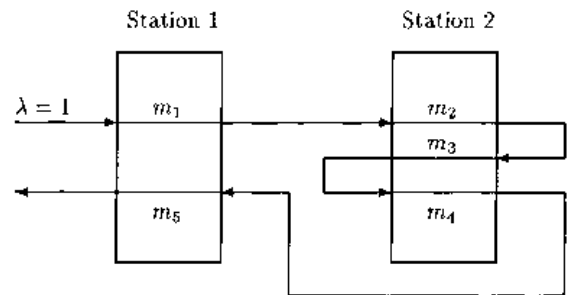 Station 1 Station 2
λ = 1 m₁ m₂
m₃
m₅ m₄